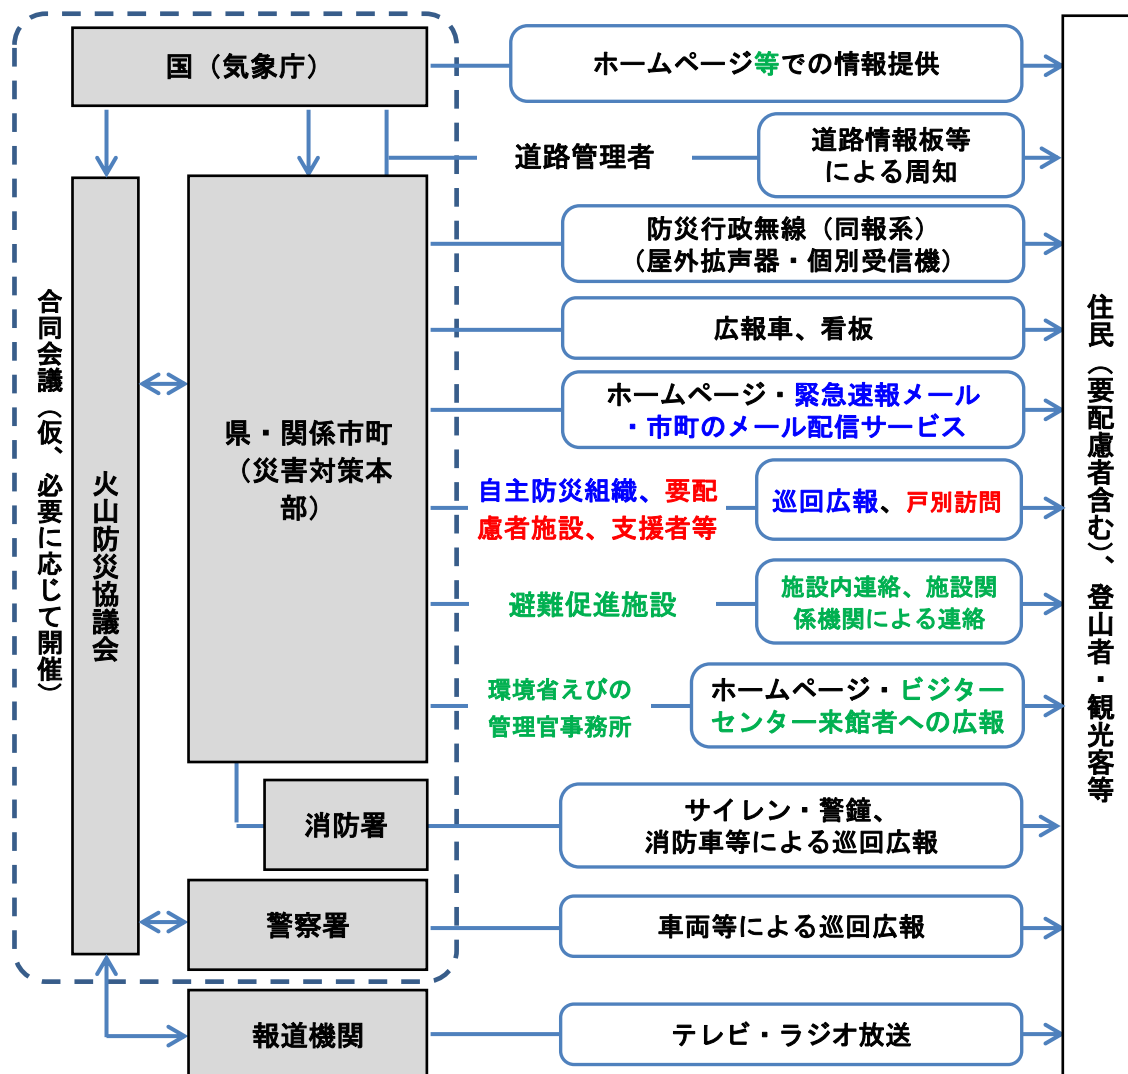 国（気象庁）
ホームページ等での情報提供
道路管理者
道路情報板等
による周知
防災行政無線（同報系）
（屋外拡声器・個別受信機）
広報車、看板
ホームページ・緊急速報メール
・市町のメール配信サービス
県・関係市町
（災害対策本
部）
自主防災組織、要配
慮者施設、支援者等
巡回広報、戸別訪問
避難促進施設
施設内連絡、施設関
係機関による連絡
環境省えびの
管理官事務所
ホームページ・ビジター
センター来館者への広報
消防署
サイレン・警鐘、
消防車等による巡回広報
警察署
車両等による巡回広報
報道機関
テレビ・ラジオ放送
合同会議（仮、必要に応じて開催）
火山防災協議会
住民（要配慮者含む）、登山者・観光客等